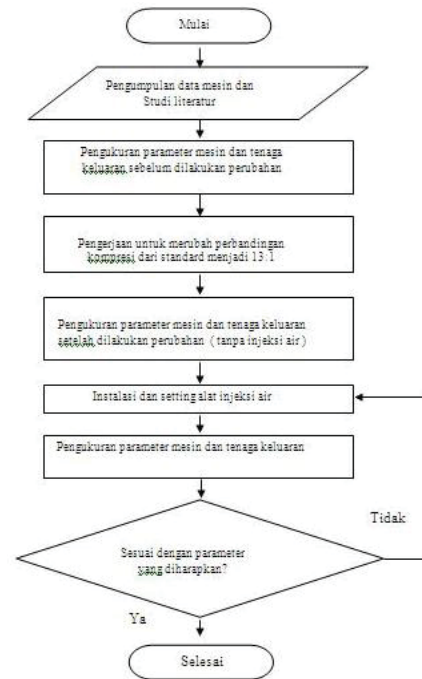 Mulai
Pengumpulan data mesin dan
Studi literatur
Pengukuran parameter mesin dan tenaga
keluaran sebelum dilakukan perubahan
Pengerjaan untuk merubah perbandingan
kompresi dari standard menjadi 13:1
Pengukuran parameter mesin dan tenaga keluaran
setelah dilakukan perubahan ( tanpa injeksi air )
Instalasi dan setting alat injeksi air
Pengukuran parameter mesin dan tenaga keluaran
Tidak
Sesuai dengan parameter
yang diharapkan?
Ya
Selesai